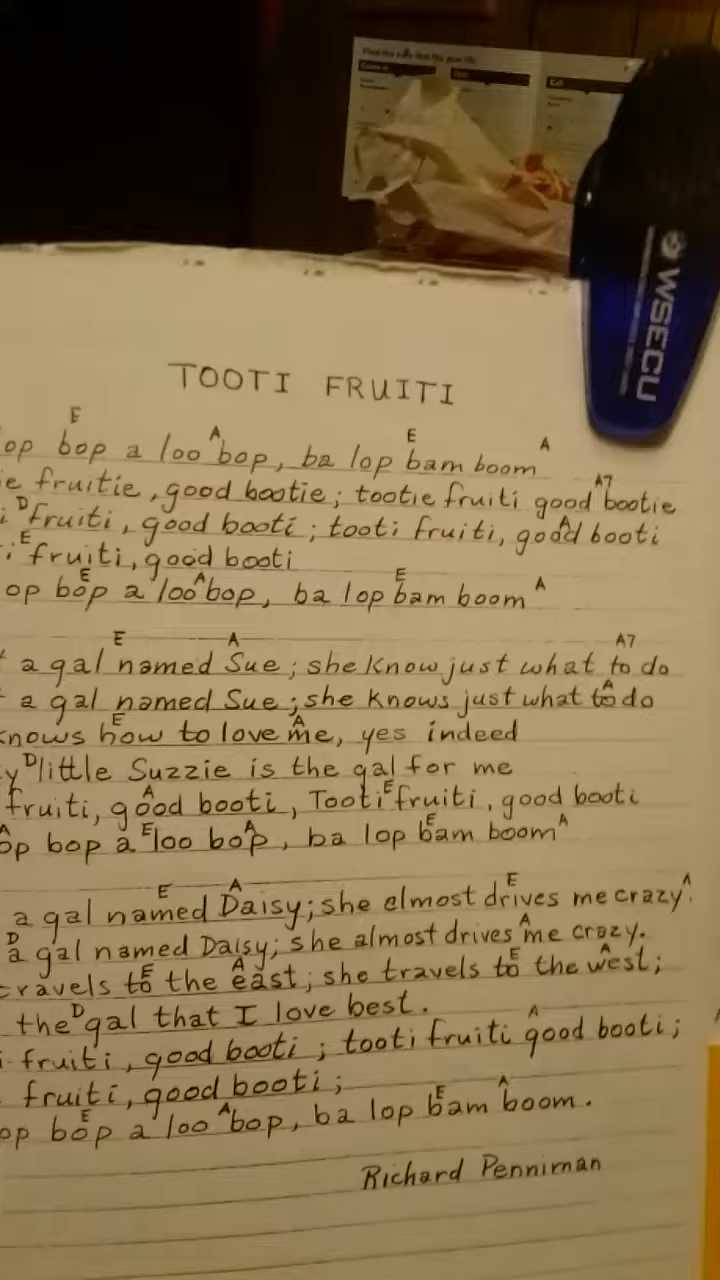 WSECU
TOOTI FRUITI
E A E A
op bop a loo bop, ba lop bam boom
A7
e fruitie, good bootie; tootie fruiti good bootie
D A
i fruiti, good booti; tooti fruiti, good booti
E
i fruiti, good booti
E A E A
op bop a loo bop, ba lop bam boom
E A A7
a gal named Sue; she know just what to do
A
a gal named Sue; she knows just what to do
E A
knows how to love me, yes indeed
D
y little Suzzie is the gal for me
A E
fruiti, good booti, Tooti fruiti, good booti
A E A E A
op bop a loo bop, ba lop bam boom
E A E A
a gal named Daisy; she elmost drives me crazy.
D A
a gal named Daisy; she almost drives me crazy.
E A E A
travels to the east; she travels to the west;
D
the gal that I love best.
A
i fruiti, good booti; tooti fruiti good booti;
fruiti, good booti;
E A E A
op bop a loo bop, ba lop bam boom.
Richard Penniman